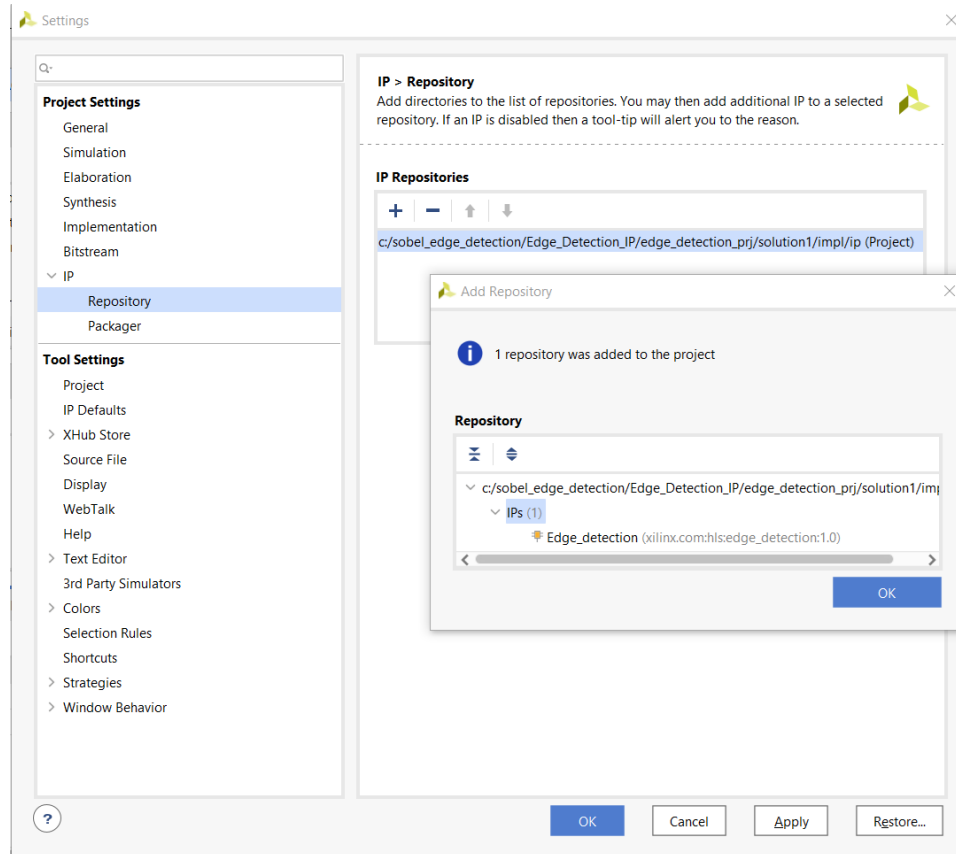 Settings
Project Settings
General
Simulation
Elaboration
Synthesis
Implementation
Bitstream
IP
Repository
Packager
Tool Settings
Project
IP Defaults
XHub Store
Source File
Display
WebTalk
Help
Text Editor
3rd Party Simulators
Colors
Selection Rules
Shortcuts
Strategies
Window Behavior
IP > Repository
Add directories to the list of repositories. You may then add additional IP to a selected
repository. If an IP is disabled then a tool-tip will alert you to the reason.
IP Repositories
c:/sobel_edge_detection/Edge_Detection_IP/edge_detection_prj/solution1/impl/ip (Project)
Add Repository
1 repository was added to the project
Repository
c:/sobel_edge_detection/Edge_Detection_IP/edge_detection_prj/solution1/imp
IPs (1)
Edge_detection (xilinx.com:hls:edge_detection:1.0)
OK
?
OK
Cancel
Apply
Restore...